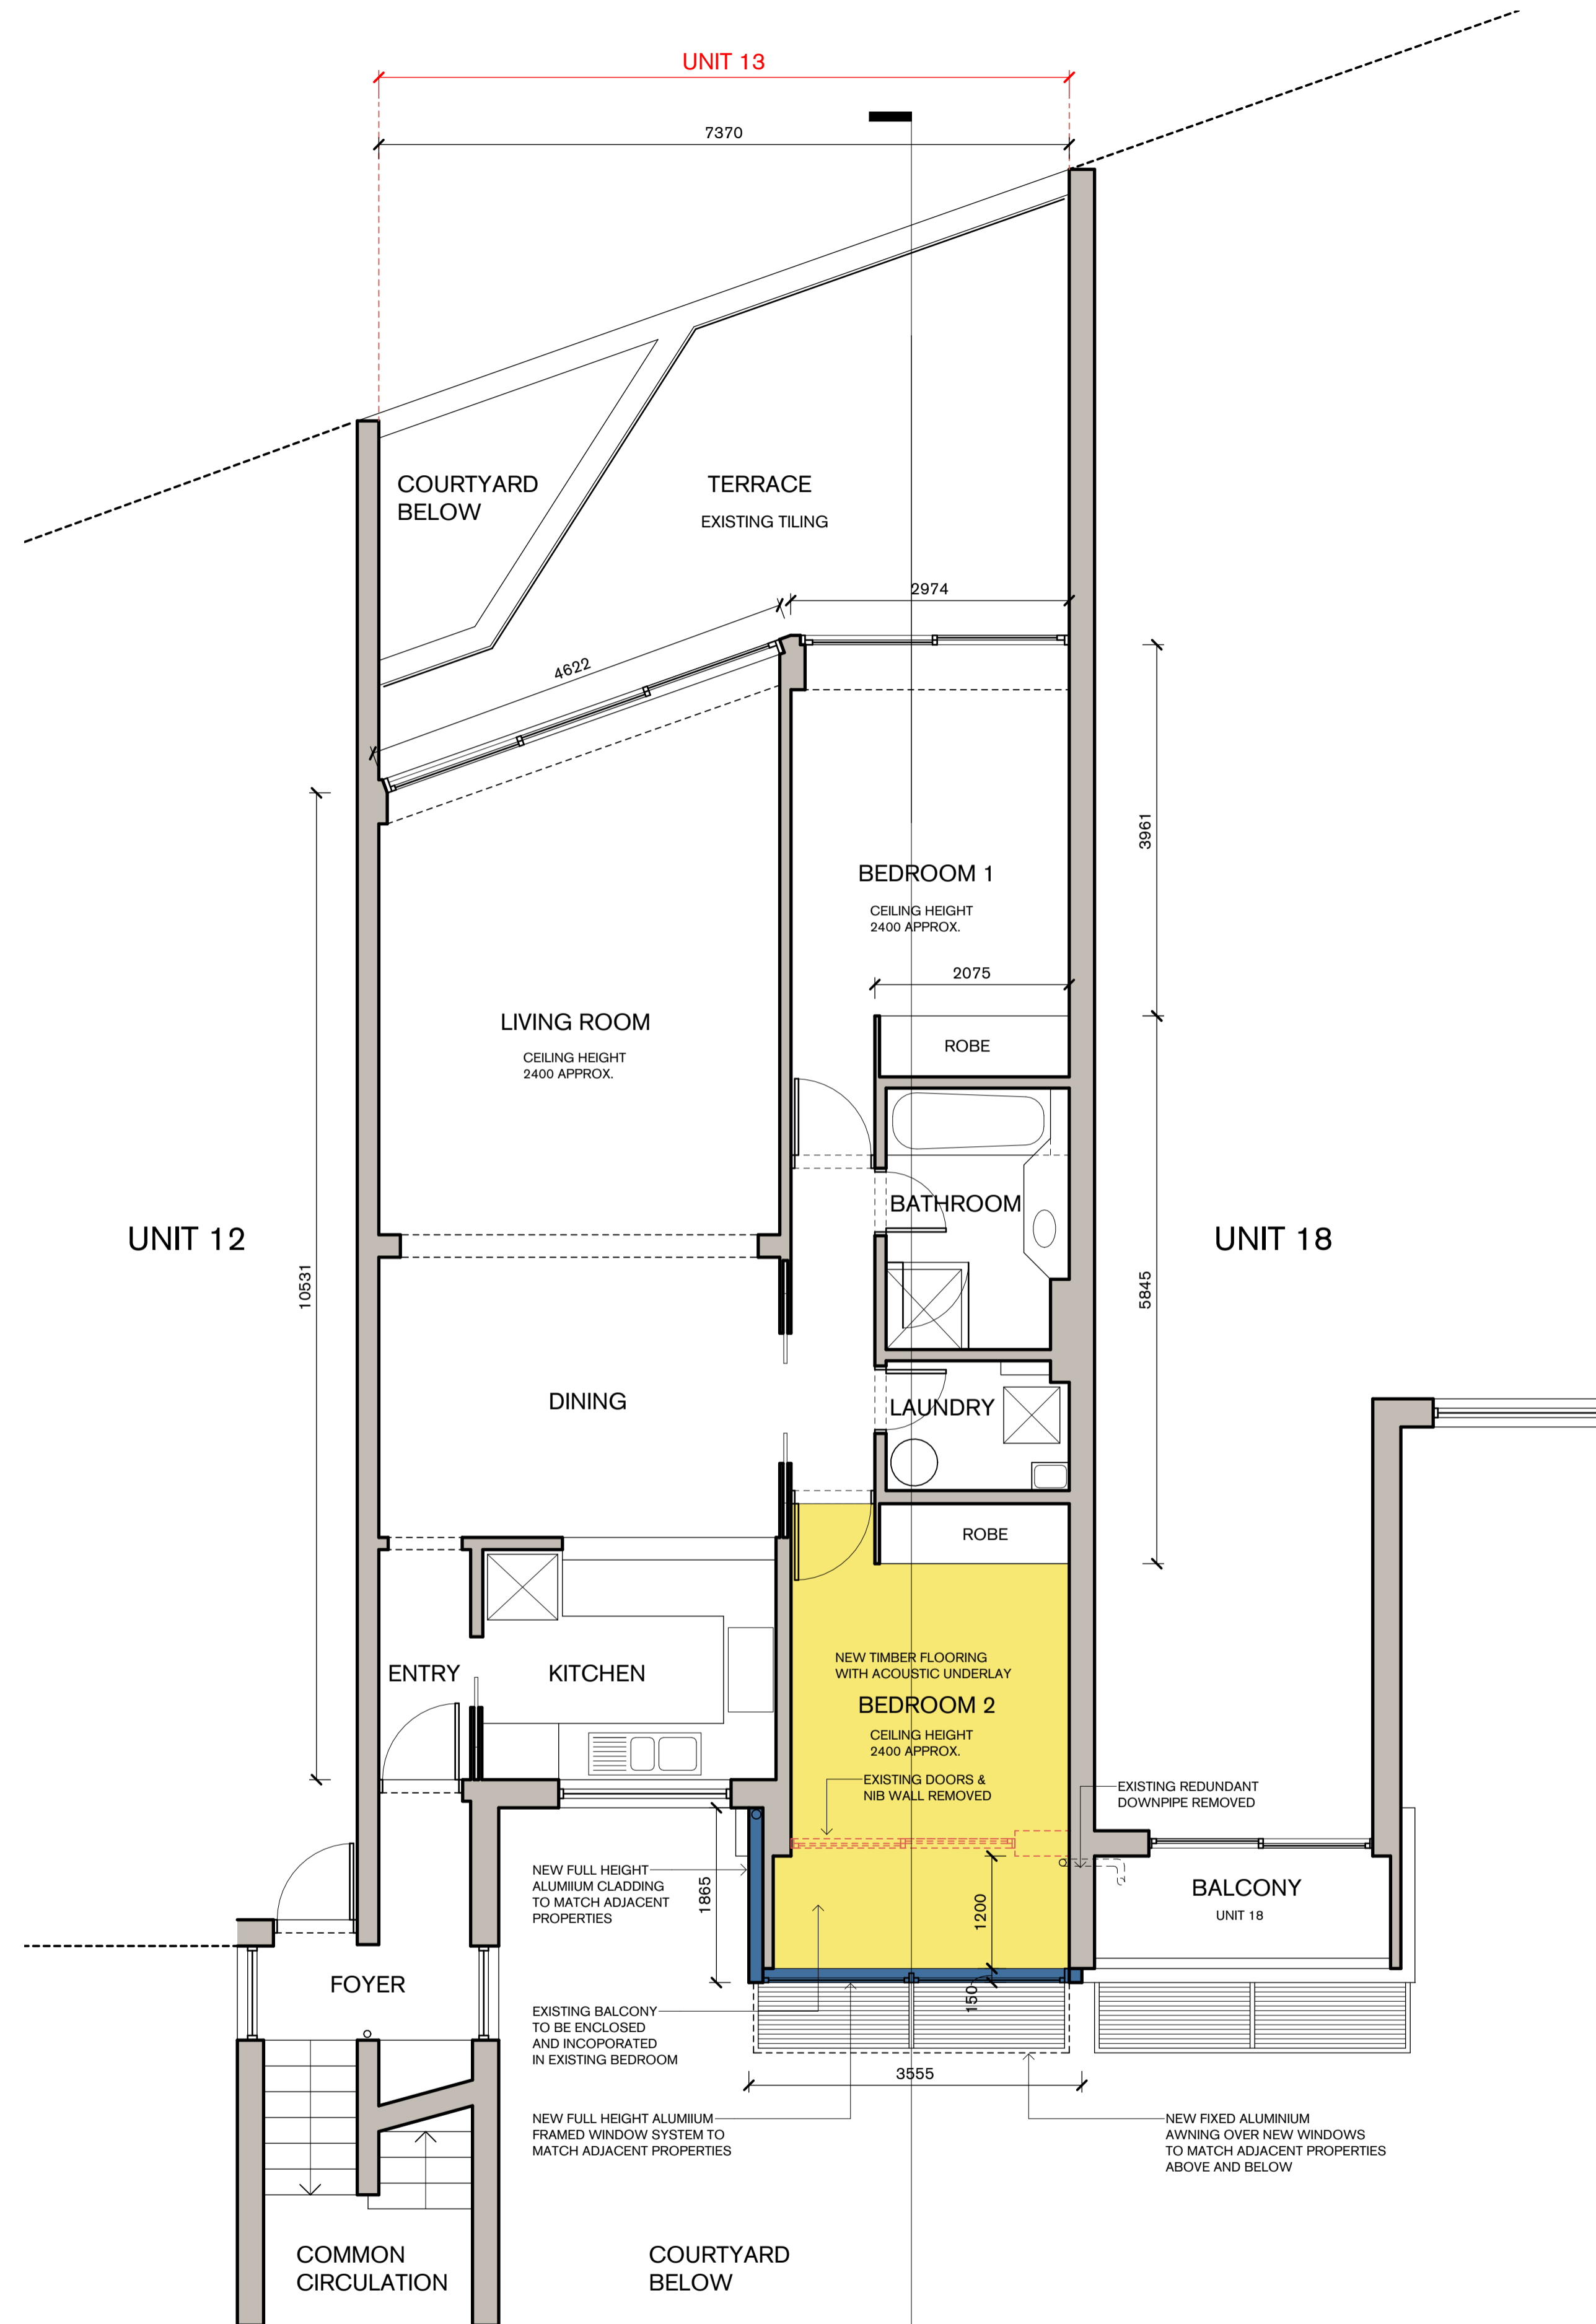 UNIT 13
7370
COURTYARD
BELOW
TERRACE
EXISTING TILING
2974
4622
3961
BEDROOM 1
CEILING HEIGHT
2400 APPROX.
2075
LIVING ROOM
CEILING HEIGHT
2400 APPROX.
ROBE
BATHROOM
UNIT 12
UNIT 18
10531
5845
DINING
LAUNDRY
ROBE
ENTRY
KITCHEN
NEW TIMBER FLOORING
WITH ACOUSTIC UNDERLAY
BEDROOM 2
CEILING HEIGHT
2400 APPROX.
EXISTING DOORS &
NIB WALL REMOVED
EXISTING REDUNDANT
DOWNPIPE REMOVED
NEW FULL HEIGHT
ALUMIIUM CLADDING
TO MATCH ADJACENT
PROPERTIES
1865
1200
BALCONY
UNIT 18
FOYER
150
EXISTING BALCONY
TO BE ENCLOSED
AND INCOPORATED
IN EXISTING BEDROOM
3555
NEW FULL HEIGHT ALUMIIUM
FRAMED WINDOW SYSTEM TO
MATCH ADJACENT PROPERTIES
NEW FIXED ALUMINIUM
AWNING OVER NEW WINDOWS
TO MATCH ADJACENT PROPERTIES
ABOVE AND BELOW
COMMON
CIRCULATION
COURTYARD
BELOW